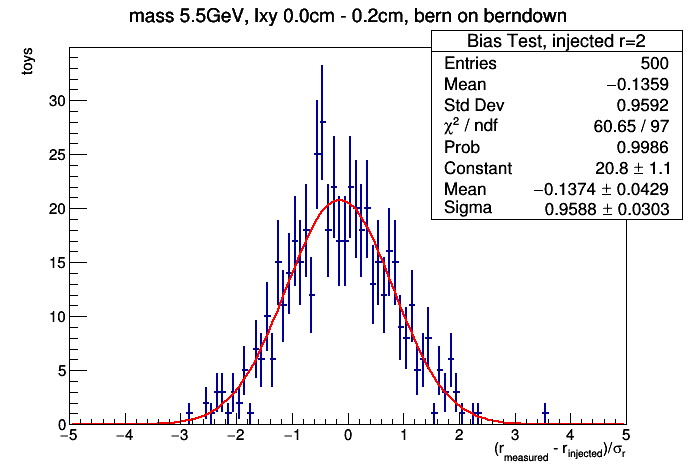 mass 5.5GeV, lxy 0.0cm - 0.2cm, bern on berndown
toys
Bias Test, injected r=2
Entries 500
Mean −0.1359
Std Dev 0.9592
χ² / ndf 60.65 / 97
Prob 0.9986
Constant 20.8 ± 1.1
Mean −0.1374 ± 0.0429
Sigma 0.9588 ± 0.0303
30
25
20
15
10
5
0
−5 −4 −3 −2 −1 0 1 2 3 4 5
(r_measured - r_injected)/σ_r